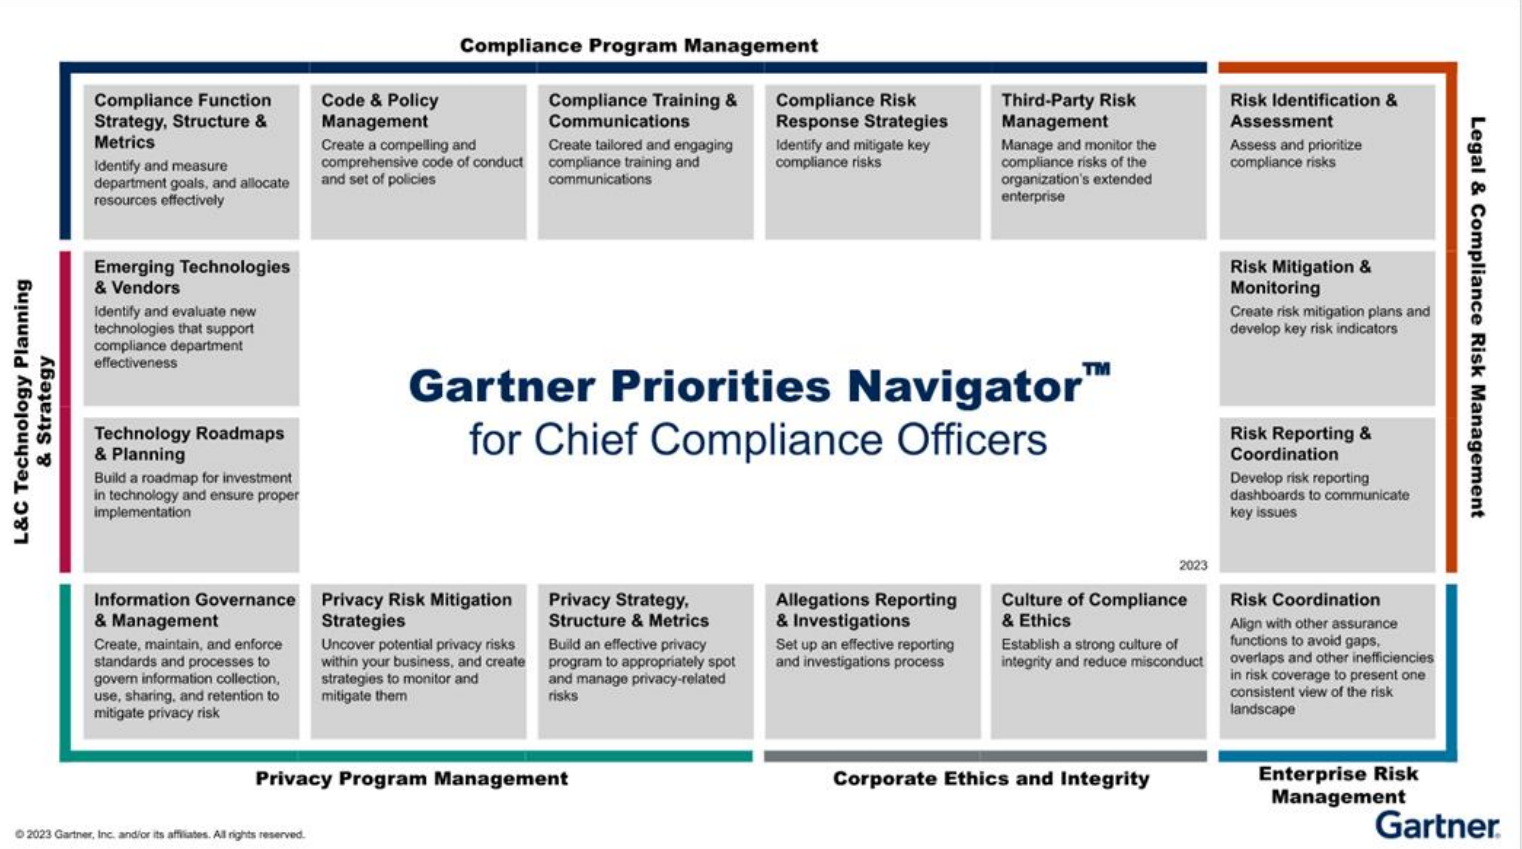 Compliance Program Management
Compliance Function
Strategy, Structure &
Metrics
Identify and measure
department goals, and allocate
resources effectively
Code & Policy
Management
Create a compelling and
comprehensive code of conduct
and set of policies
Compliance Training &
Communications
Create tailored and engaging
compliance training and
communications
Compliance Risk
Response Strategies
Identify and mitigate key
compliance risks
Third-Party Risk
Management
Manage and monitor the
compliance risks of the
organization's extended
enterprise
Risk Identification &
Assessment
Assess and prioritize
compliance risks
Legal & Compliance Risk Management
L&C Technology Planning
& Strategy
Emerging Technologies
& Vendors
Identify and evaluate new
technologies that support
compliance department
effectiveness
Risk Mitigation &
Monitoring
Create risk mitigation plans and
develop key risk indicators
Gartner Priorities Navigator™
for Chief Compliance Officers
Technology Roadmaps
& Planning
Build a roadmap for investment
in technology and ensure proper
implementation
Risk Reporting &
Coordination
Develop risk reporting
dashboards to communicate
key issues
2023
Information Governance
& Management
Create, maintain, and enforce
standards and processes to
govern information collection,
use, sharing, and retention to
mitigate privacy risk
Privacy Risk Mitigation
Strategies
Uncover potential privacy risks
within your business, and create
strategies to monitor and
mitigate them
Privacy Strategy,
Structure & Metrics
Build an effective privacy
program to appropriately spot
and manage privacy-related
risks
Allegations Reporting
& Investigations
Set up an effective reporting
and investigations process
Culture of Compliance
& Ethics
Establish a strong culture of
integrity and reduce misconduct
Risk Coordination
Align with other assurance
functions to avoid gaps,
overlaps and other inefficiencies
in risk coverage to present one
consistent view of the risk
landscape
Privacy Program Management
Corporate Ethics and Integrity
Enterprise Risk
Management
© 2023 Gartner, Inc. and/or its affiliates. All rights reserved.
Gartner